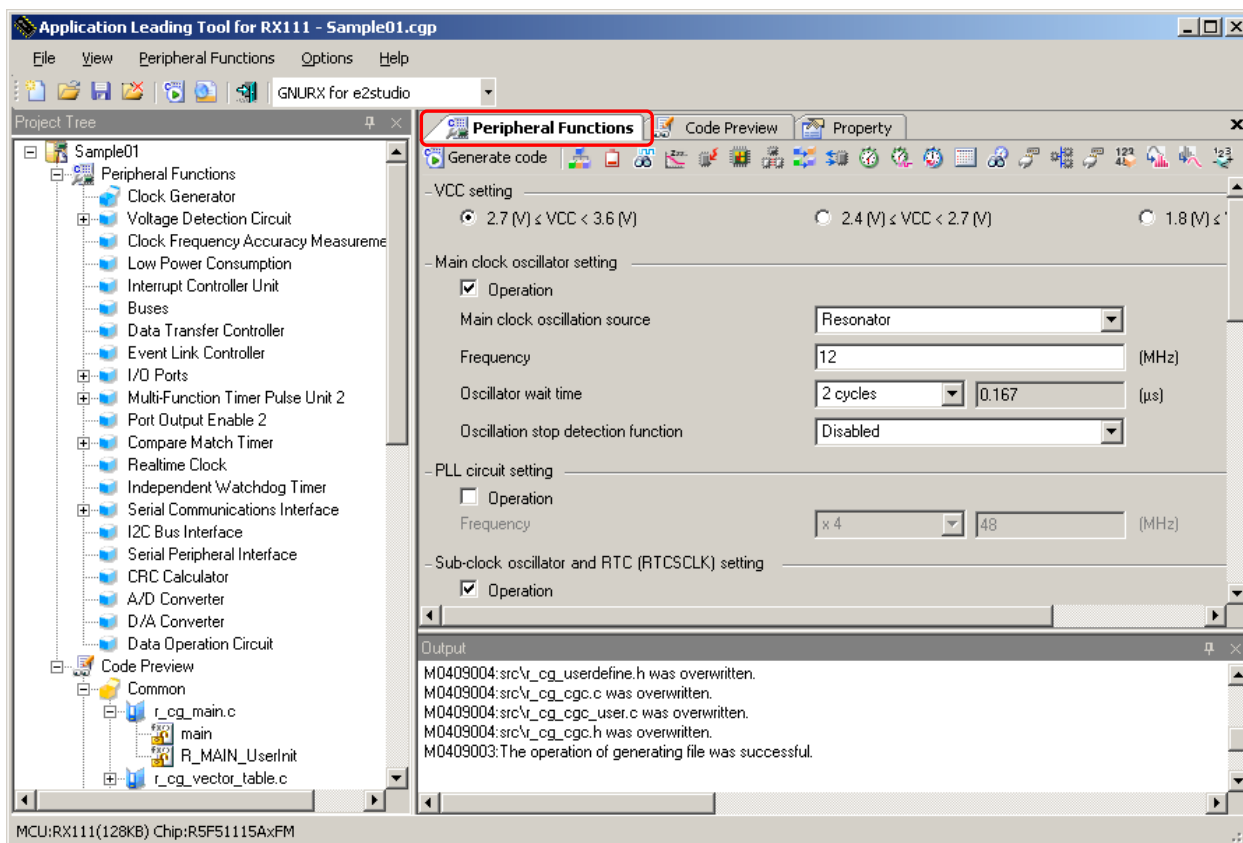 Application Leading Tool for RX111 - Sample01.cgp
File View Peripheral Functions Options Help
GNURX for e2studio
Project Tree
Sample01
Peripheral Functions
Clock Generator
Voltage Detection Circuit
Clock Frequency Accuracy Measureme
Low Power Consumption
Interrupt Controller Unit
Buses
Data Transfer Controller
Event Link Controller
I/O Ports
Multi-Function Timer Pulse Unit 2
Port Output Enable 2
Compare Match Timer
Realtime Clock
Independent Watchdog Timer
Serial Communications Interface
I2C Bus Interface
Serial Peripheral Interface
CRC Calculator
A/D Converter
D/A Converter
Data Operation Circuit
Code Preview
Common
r_cg_main.c
main
R_MAIN_UserInit
r_cg_vector_table.c
Peripheral Functions Code Preview Property
Generate code
VCC setting
2.7 (V) ≤ VCC < 3.6 (V) 2.4 (V) ≤ VCC < 2.7 (V) 1.8 (V) ≤
Main clock oscillator setting
Operation
Main clock oscillation source Resonator
Frequency 12 (MHz)
Oscillator wait time 2 cycles 0.167 (μs)
Oscillation stop detection function Disabled
PLL circuit setting
Operation
Frequency x 4 48 (MHz)
Sub-clock oscillator and RTC (RTCSCLK) setting
Operation
Output
M0409004:src\r_cg_userdefine.h was overwritten.
M0409004:src\r_cg_cgc.c was overwritten.
M0409004:src\r_cg_cgc_user.c was overwritten.
M0409004:src\r_cg_cgc.h was overwritten.
M0409003:The operation of generating file was successful.
MCU:RX111(128KB) Chip:R5F51115AxFM